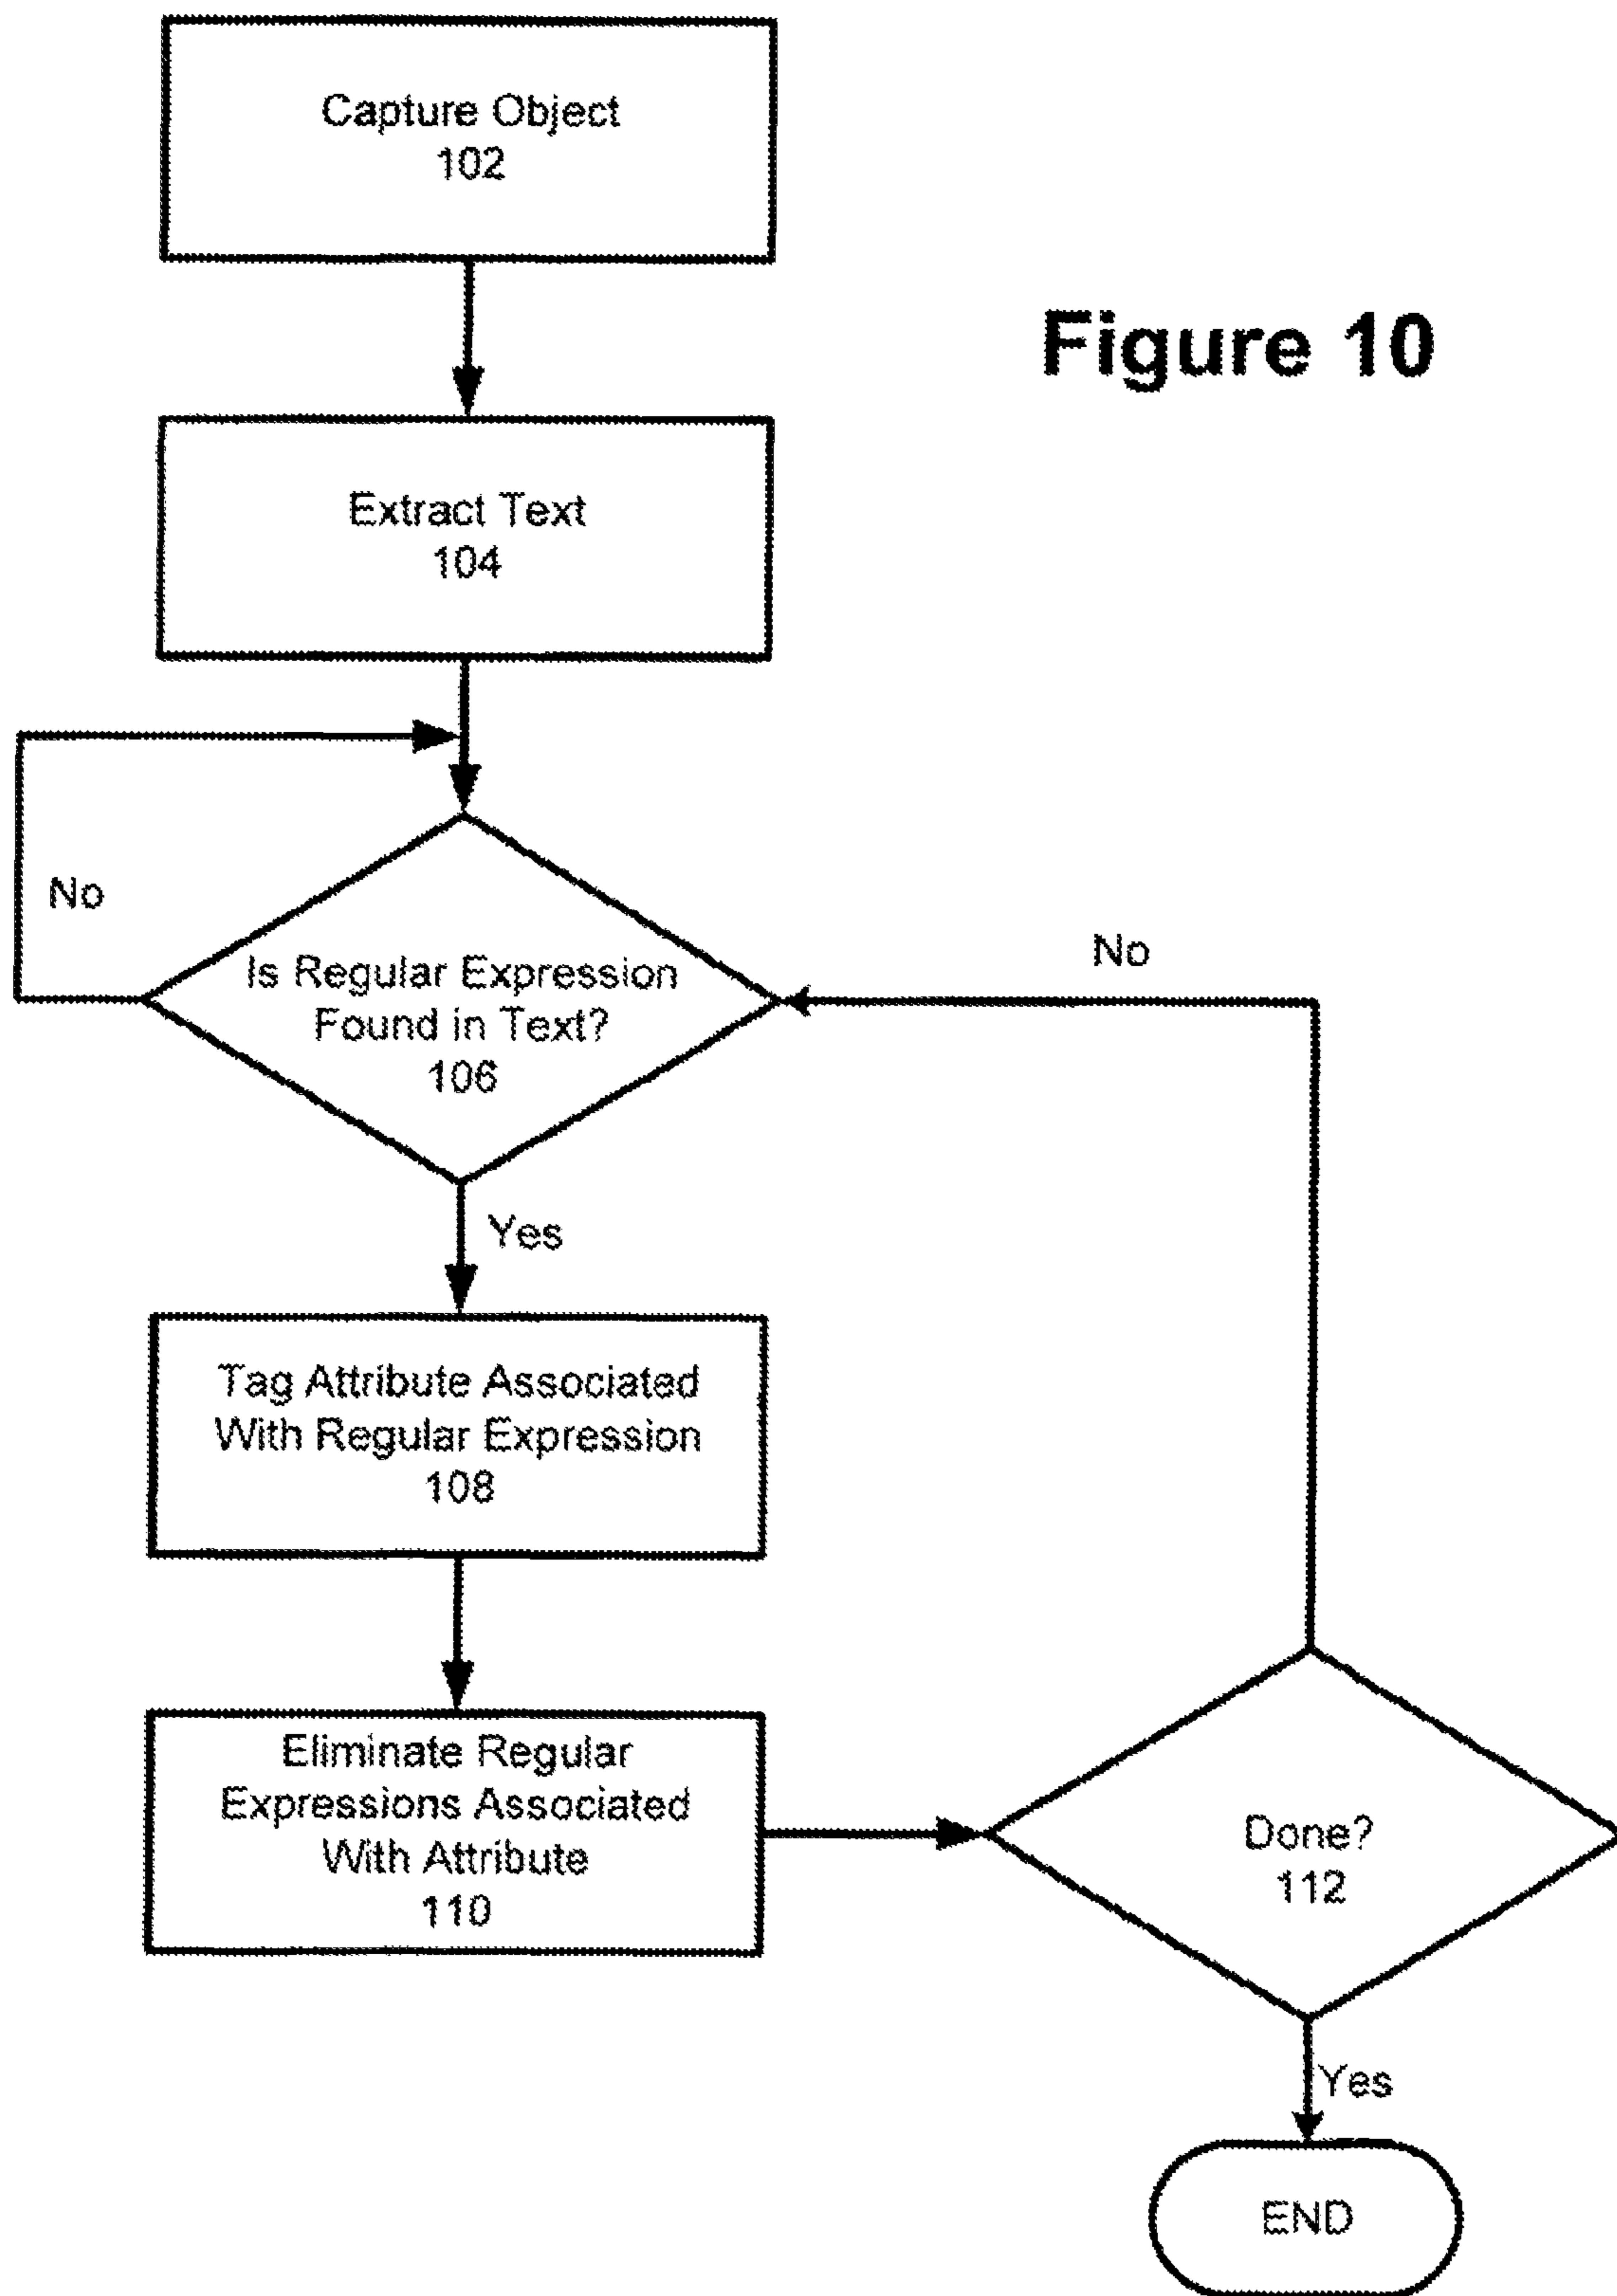 Capture Object
102
Figure 10
Extract Text
104
No
Is Regular Expression
Found in Text?
106
No
Yes
Tag Attribute Associated
With Regular Expression
108
Eliminate Regular
Expressions Associated
With Attribute
110
Done?
112
Yes
END